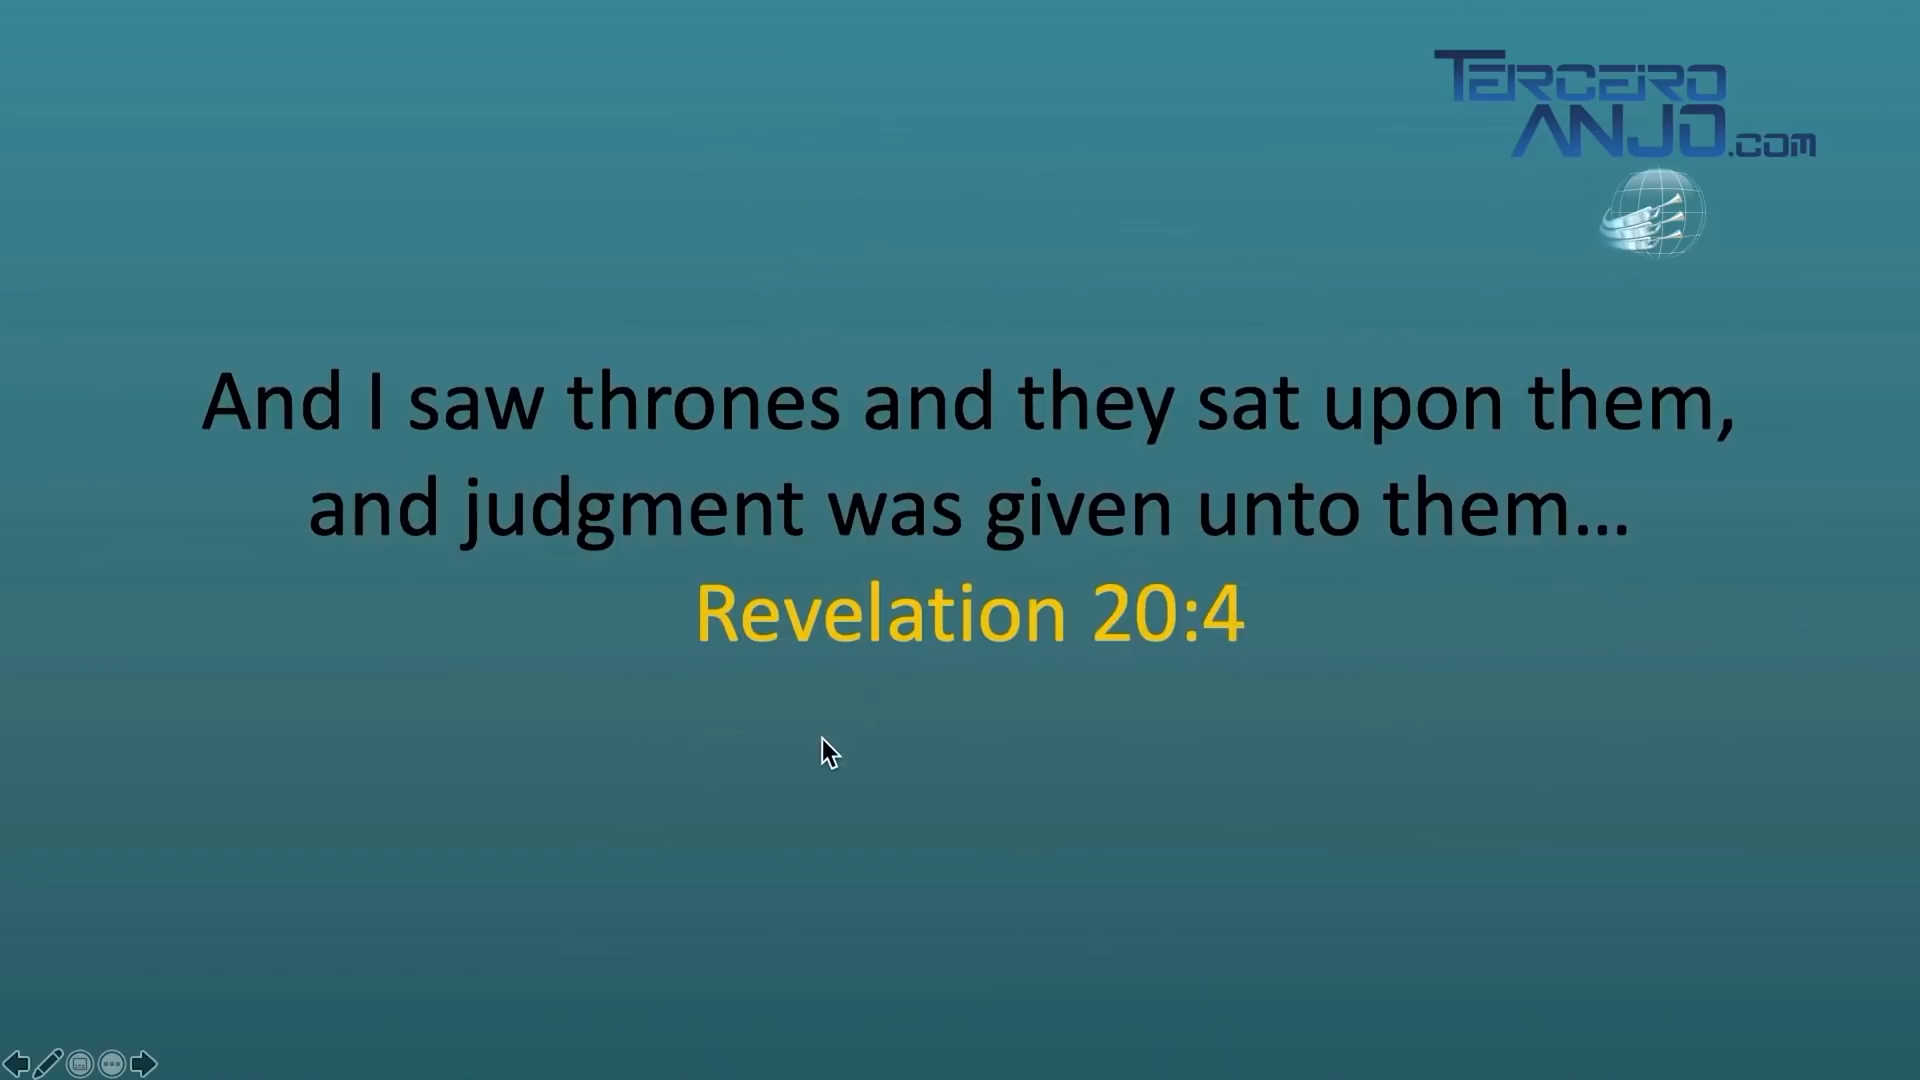 TERCEIRO
ANJO.COM
And I saw thrones and they sat upon them,
and judgment was given unto them...
Revelation 20:4